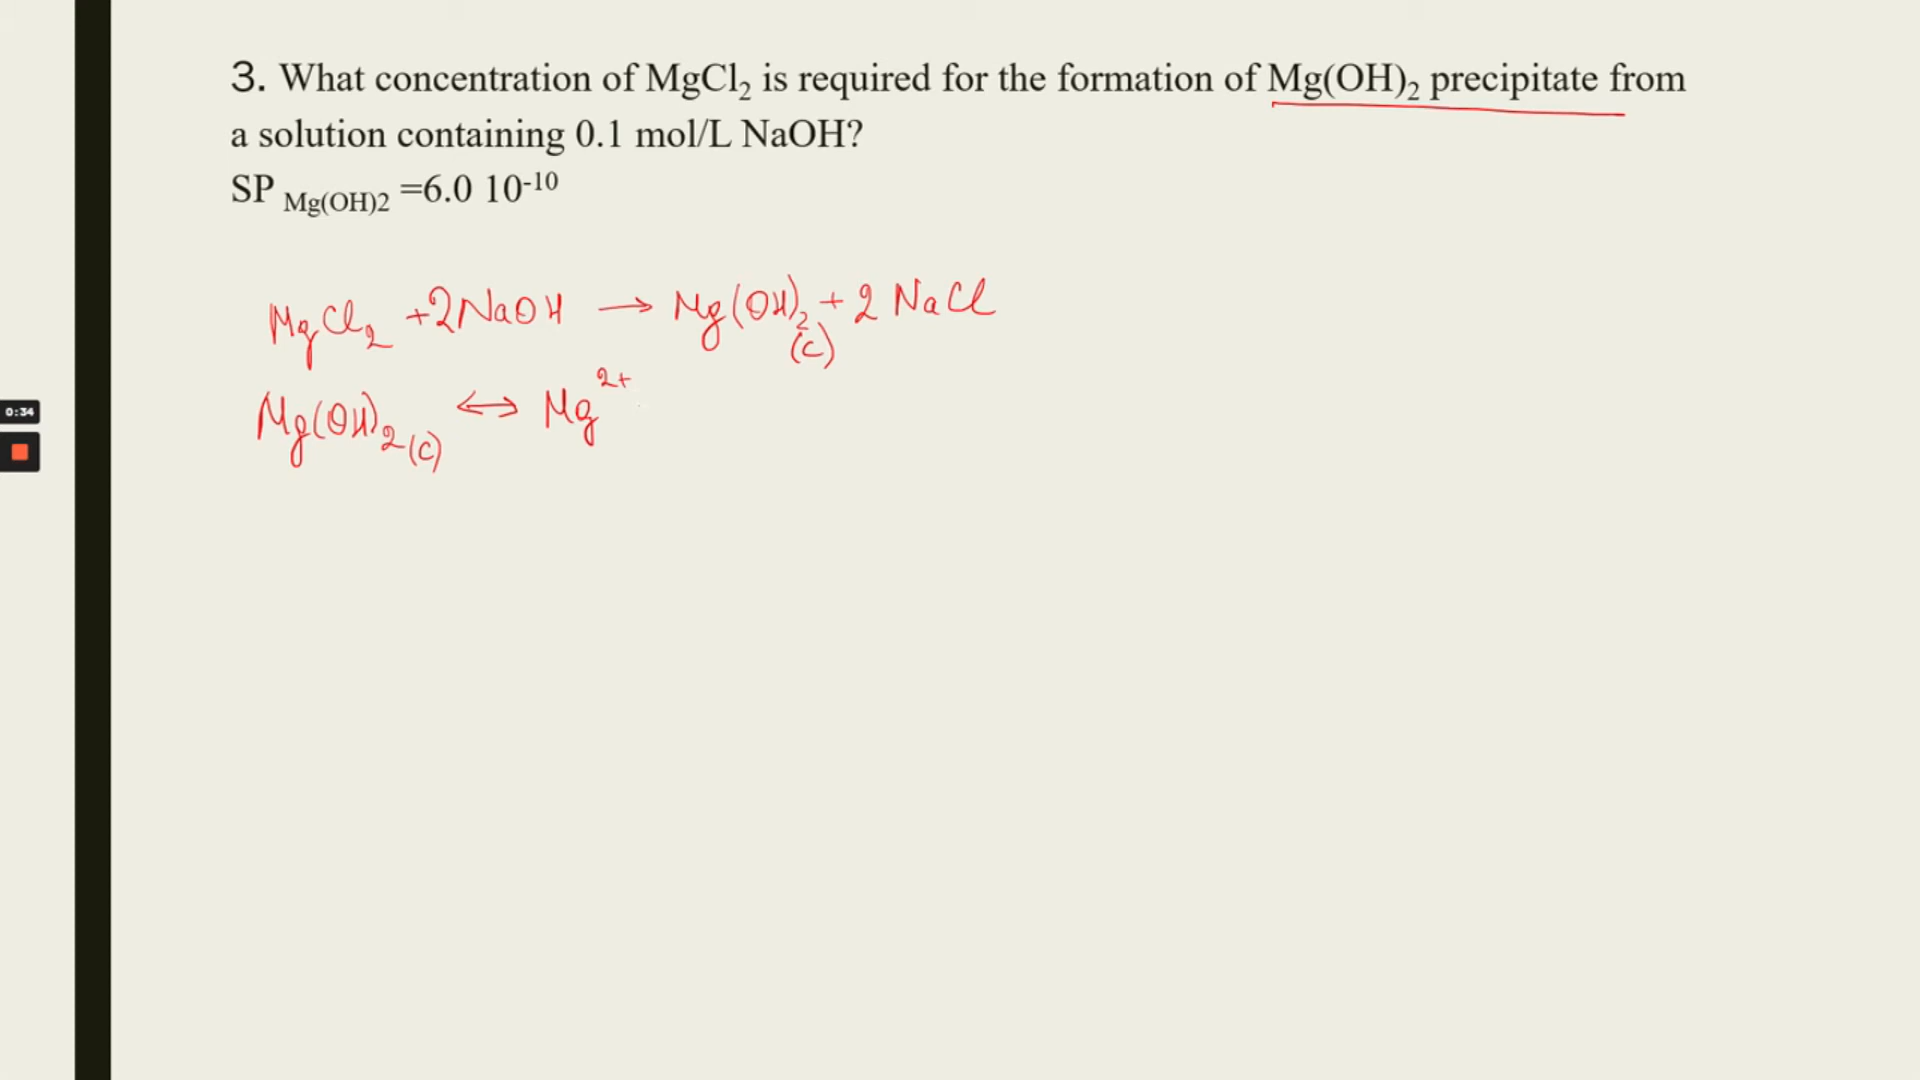 3. What concentration of MgCl₂ is required for the formation of Mg(OH)₂ precipitate from
a solution containing 0.1 mol/L NaOH?
SP Mg(OH)2 =6.0 10⁻¹⁰
MgCl₂ +2NaOH → Mg(OH)₂(c) + 2 NaCl
0:34
Mg(OH)₂(c) ↔ Mg²⁺